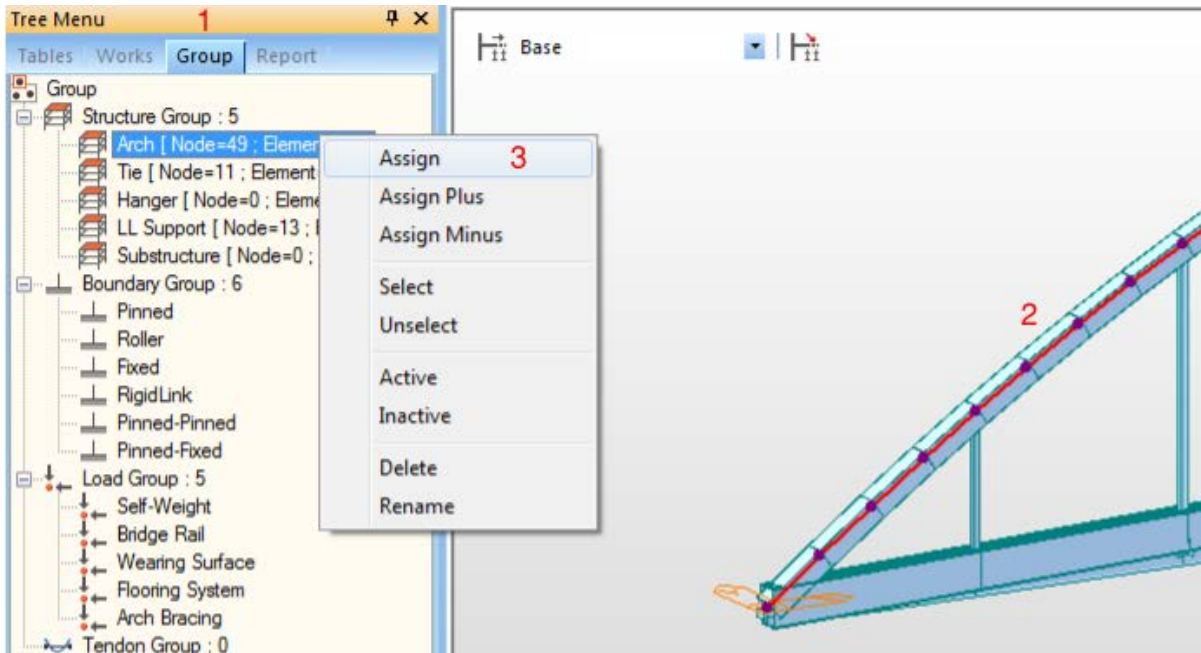 Tree Menu 1
Tables Works Group Report
Base
Group
Structure Group : 5
Arch [ Node=49 ; Elemen
Tie [ Node=11 ; Element
Hanger [ Node=0 ; Eleme
LL Support [ Node=13 ;
Substructure [ Node=0 ;
Boundary Group : 6
Pinned
Roller
Fixed
RigidLink
Pinned-Pinned
Pinned-Fixed
Load Group : 5
Self-Weight
Bridge Rail
Wearing Surface
Flooring System
Arch Bracing
Tendon Group : 0
Assign 3
Assign Plus
Assign Minus
Select
Unselect
Active
Inactive
Delete
Rename
2